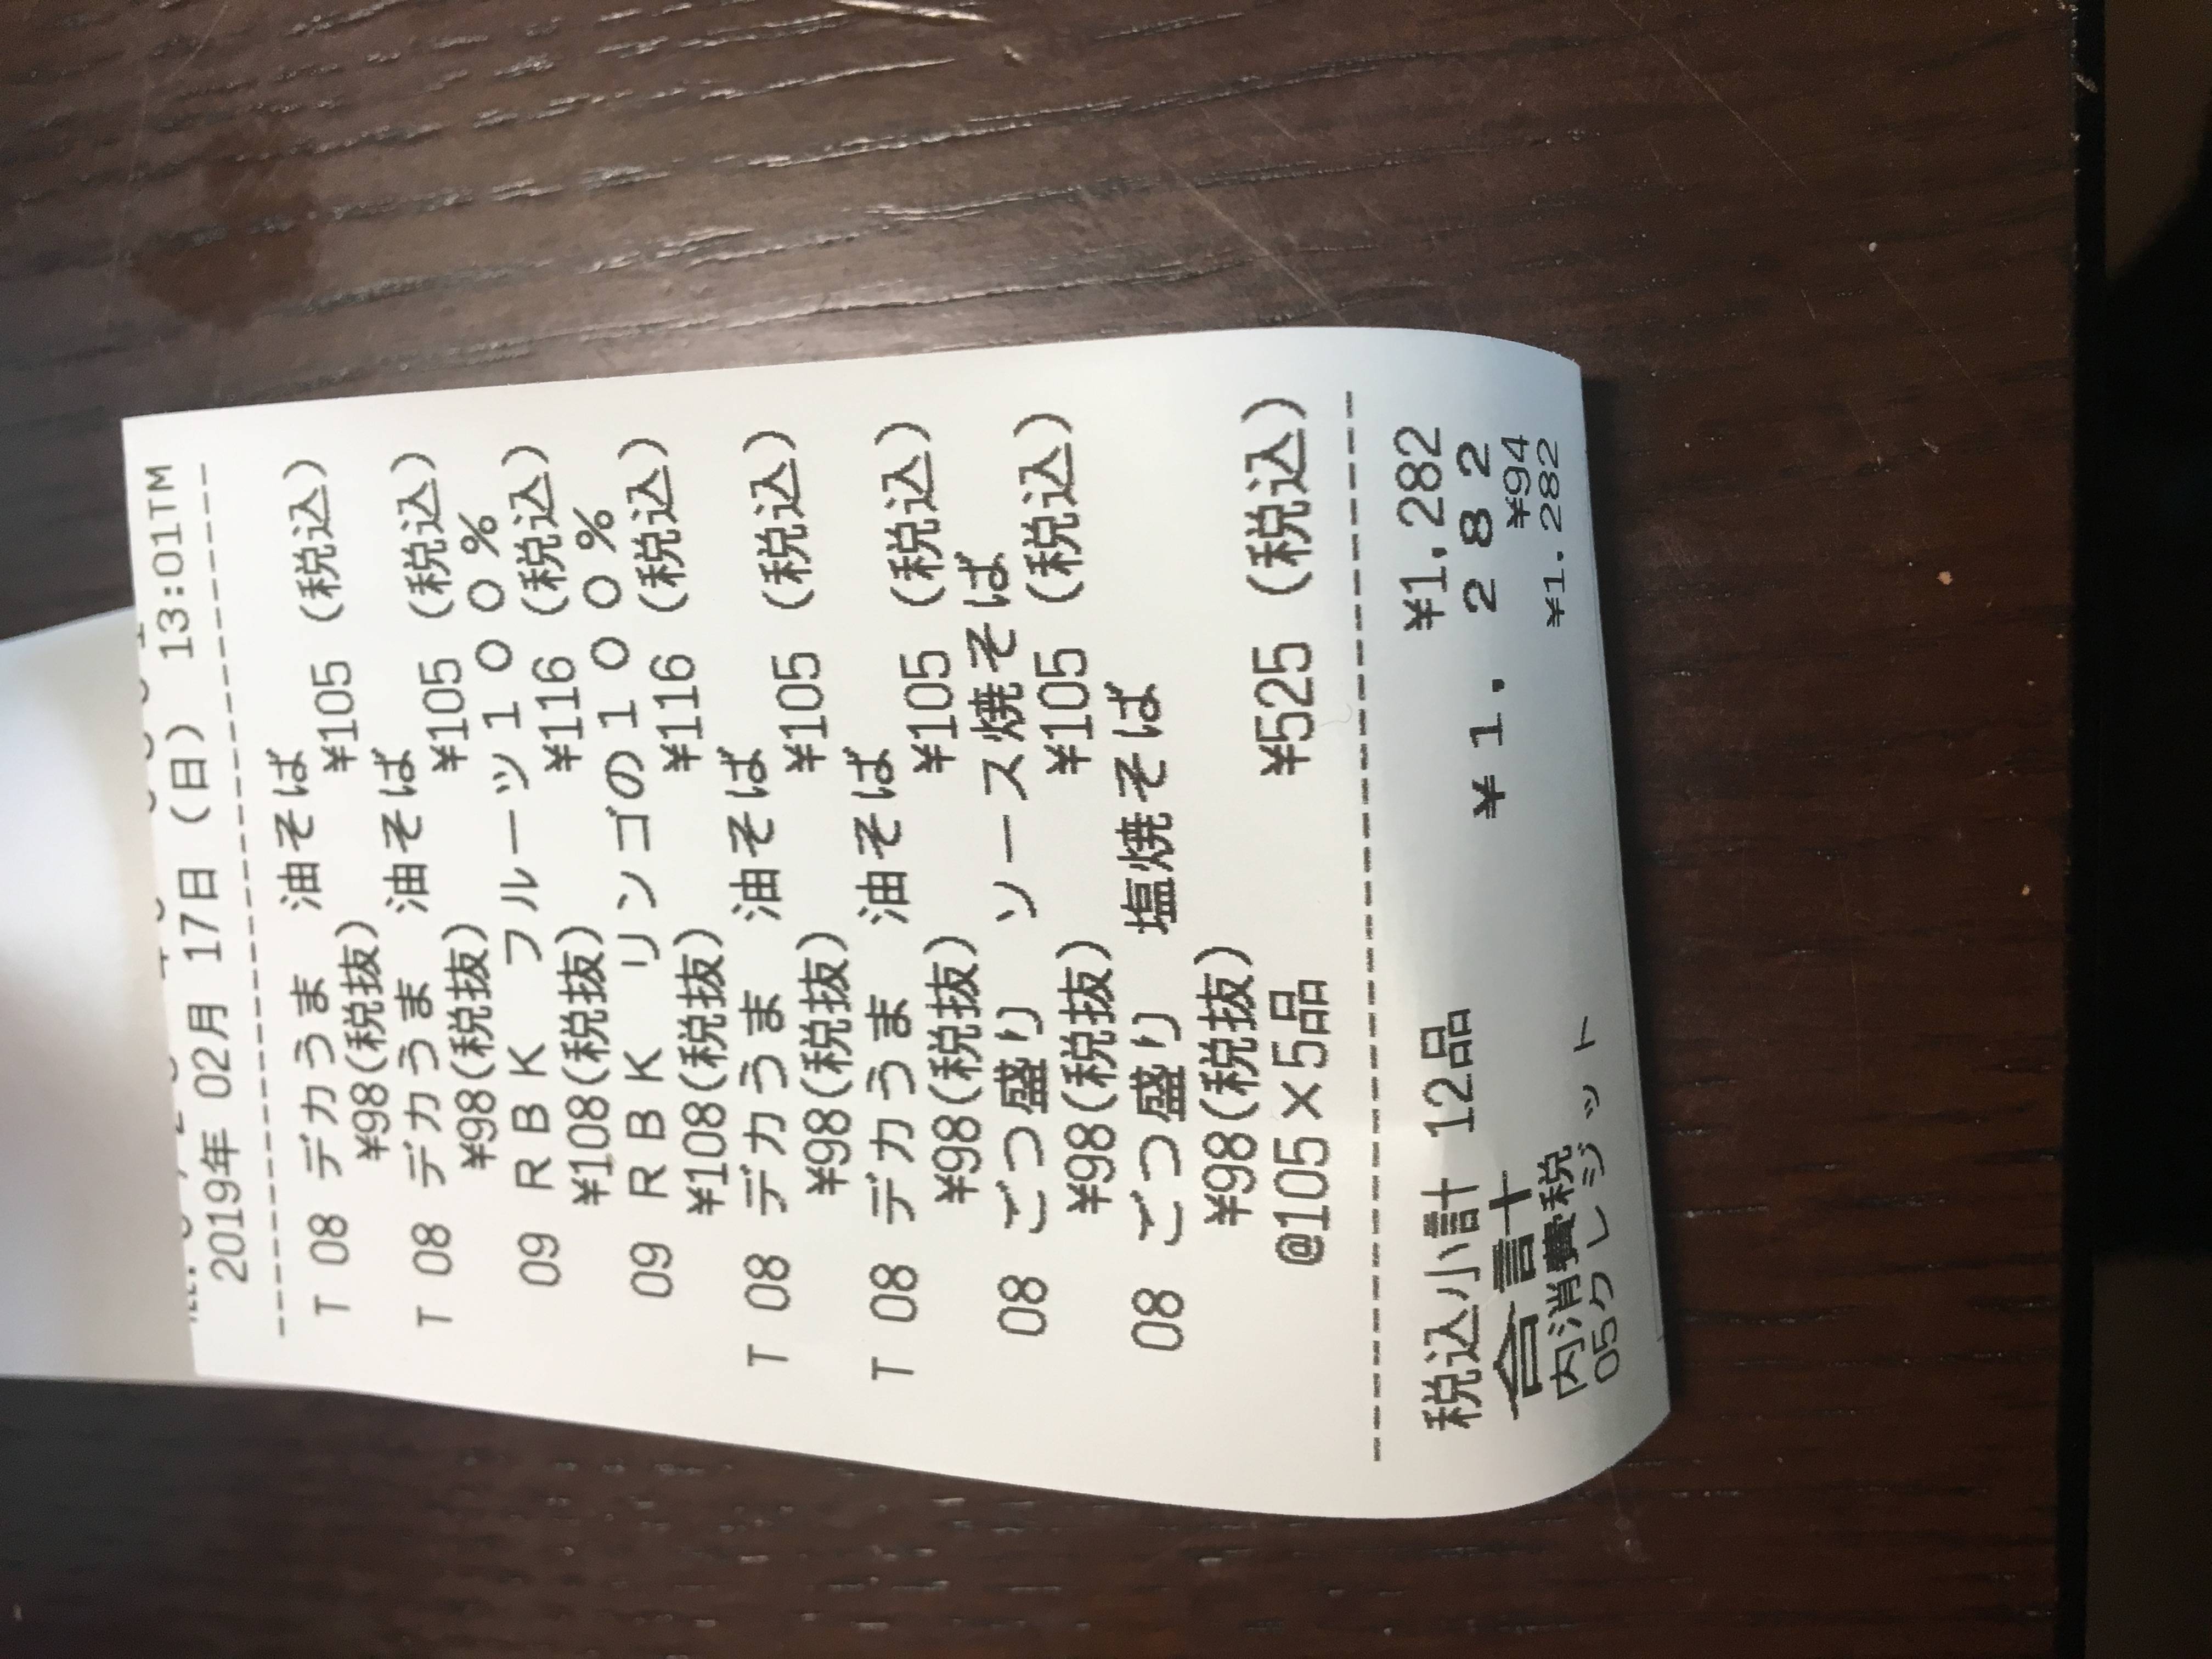 2019年 02月 17日 (日) 13:01TM
T 08 デカうま 油そば
¥98(税抜) ¥105 (税込)
T 08 デカうま 油そば
¥98(税抜) ¥105 (税込)
09 RBK フルーツ100%
¥108(税抜) ¥116 (税込)
09 RBK リンゴの100%
¥108(税抜) ¥116 (税込)
T 08 デカうま 油そば
¥98(税抜) ¥105 (税込)
T 08 デカうま 油そば
¥98(税抜) ¥105 (税込)
08 ごつ盛り ソース焼そば
¥98(税抜) ¥105 (税込)
08 ごつ盛り 塩焼そば
¥98(税抜)
@105×5品 ¥525 (税込)
税込小計 12品 ¥1,282
合計 ¥1,282
内消費税 ¥94
05クレジット ¥1,282